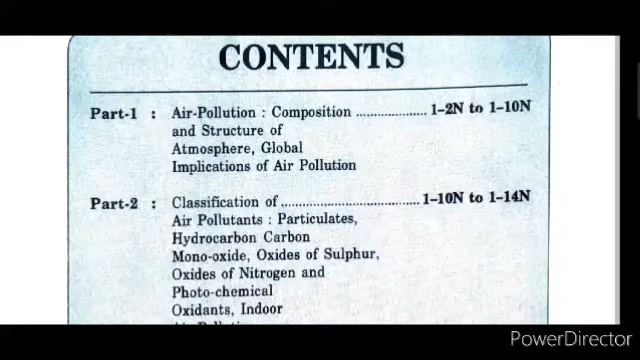 CONTENTS
Part-1 : Air-Pollution : Composition .................... 1–2N to 1–10N
and Structure of
Atmosphere, Global
Implications of Air Pollution
Part-2 : Classification of ....................................... 1–10N to 1–14N
Air Pollutants : Particulates,
Hydrocarbon Carbon
Mono-oxide, Oxides of Sulphur,
Oxides of Nitrogen and
Photo-chemical
Oxidants, Indoor
PowerDirector